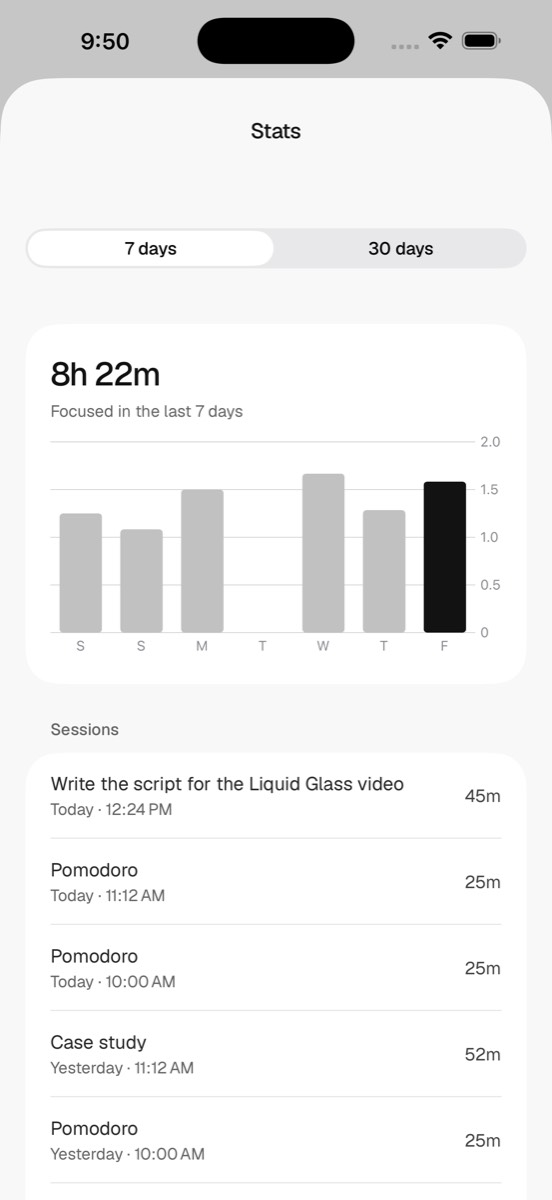 9:50
Stats
7 days
30 days
8h 22m
Focused in the last 7 days
2.0
1.5
1.0
0.5
0
S S M T W T F
Sessions
Write the script for the Liquid Glass video
Today · 12:24 PM
45m
Pomodoro
Today · 11:12 AM
25m
Pomodoro
Today · 10:00 AM
25m
Case study
Yesterday · 11:12 AM
52m
Pomodoro
Yesterday · 10:00 AM
25m